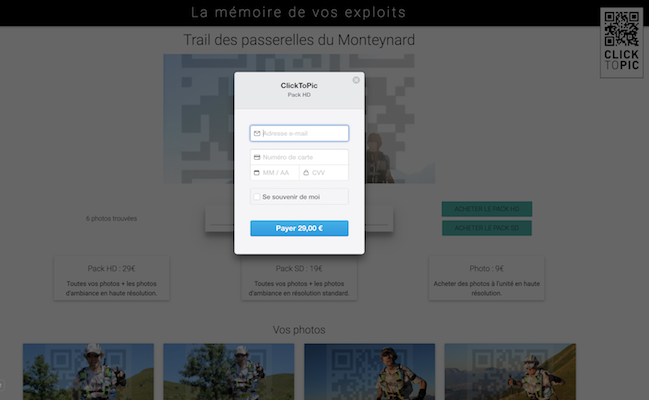 La mémoire de vos exploits
CLICK
TOPIC
Trail des passerelles du Monteynard
ClickToPic
Pack HD
Adresse e-mail
Numéro de carte
MM / AA
CVV
Se souvenir de moi
Payer 29,00 €
6 photos trouvées
ACHETER LE PACK HD
ACHETER LE PACK SD
Pack HD : 29€
Toutes vos photos + les photos
d'ambiance en haute résolution.
Pack SD : 19€
Toutes vos photos + les photos
d'ambiance en résolution standard.
Photo : 9€
Acheter des photos à l'unité en haute
résolution.
Vos photos